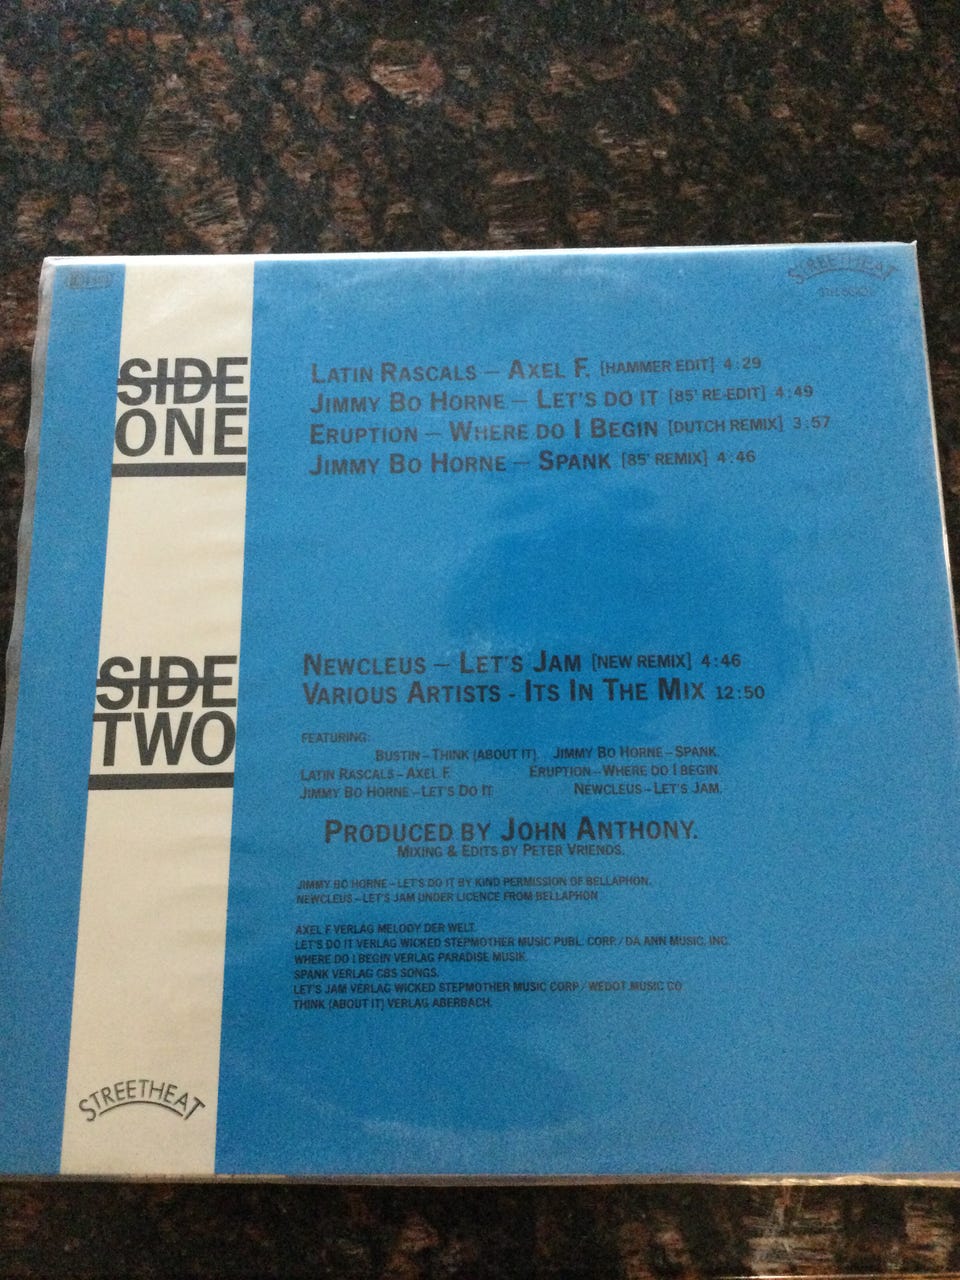 STREETHEAT
SIDE
ONE
LATIN RASCALS – AXEL F. [HAMMER EDIT] 4:29
JIMMY BO HORNE – LET'S DO IT [85' RE-EDIT] 4:49
ERUPTION – WHERE DO I BEGIN [DUTCH REMIX] 3.57
JIMMY BO HORNE – SPANK [85' REMIX] 4:46
SIDE
TWO
NEWCLEUS – LET'S JAM [NEW REMIX] 4:46
VARIOUS ARTISTS - ITS IN THE MIX 12:50
FEATURING:
BUSTIN – THINK (ABOUT IT) JIMMY BO HORNE – SPANK.
LATIN RASCALS – AXEL F. ERUPTION – WHERE DO I BEGIN.
JIMMY BO HORNE – LET'S DO IT NEWCLEUS – LET'S JAM.
PRODUCED BY JOHN ANTHONY.
MIXING & EDITS BY PETER VRIENDS.
JIMMY BO HORNE – LET'S DO IT BY KIND PERMISSION OF BELLAPHON.
NEWCLEUS – LET'S JAM UNDER LICENCE FROM BELLAPHON
AXEL F VERLAG MELODY DER WELT.
LET'S DO IT VERLAG WICKED STEPMOTHER MUSIC PUBL. CORP. / DA ANN MUSIC. INC.
WHERE DO I BEGIN VERLAG PARADISE MUSIK.
SPANK VERLAG CBS SONGS.
LET'S JAM VERLAG WICKED STEPMOTHER MUSIC CORP / WEDOT MUSIC CO
THINK (ABOUT IT) VERLAG ABERBACH.
STREETHEAT